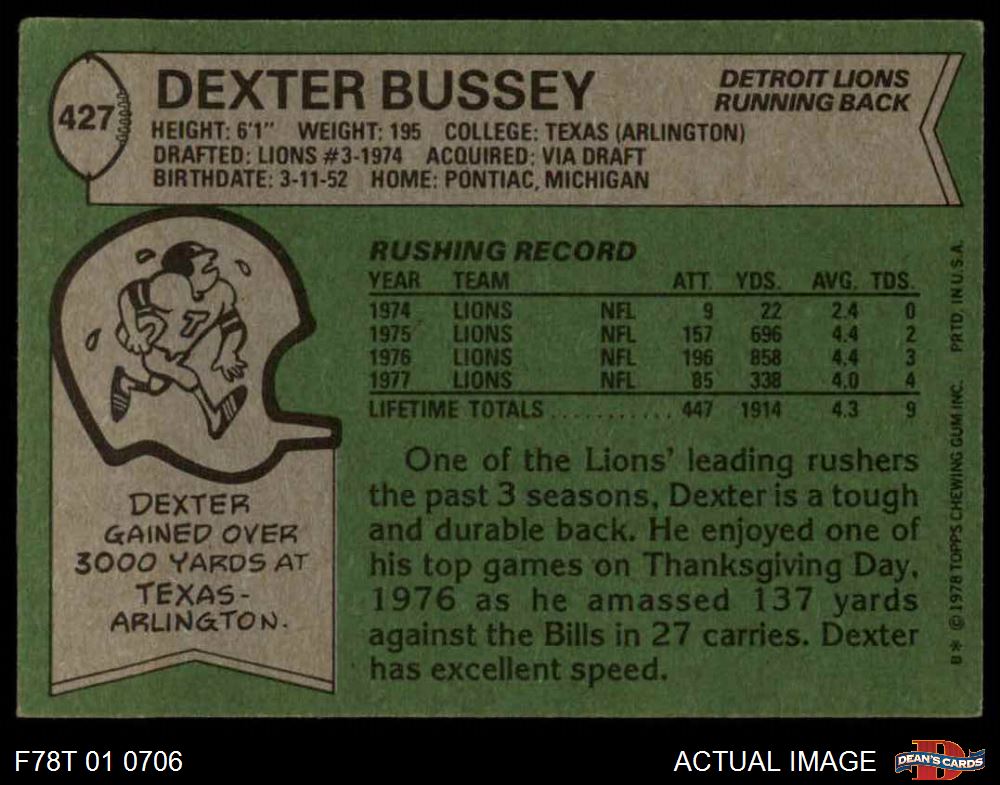 427
DEXTER BUSSEY
DETROIT LIONS
RUNNING BACK
HEIGHT: 6'1" WEIGHT: 195 COLLEGE: TEXAS (ARLINGTON)
DRAFTED: LIONS #3-1974 ACQUIRED: VIA DRAFT
BIRTHDATE: 3-11-52 HOME: PONTIAC, MICHIGAN
T
DEXTER
GAINED OVER
3000 YARDS AT
TEXAS-
ARLINGTON.
RUSHING RECORD
YEAR TEAM ATT. YDS. AVG. TDS.
1974 LIONS NFL 9 22 2.4 0
1975 LIONS NFL 157 696 4.4 2
1976 LIONS NFL 196 858 4.4 3
1977 LIONS NFL 85 338 4.0 4
LIFETIME TOTALS ........... 447 1914 4.3 9
One of the Lions' leading rushers
the past 3 seasons, Dexter is a tough
and durable back. He enjoyed one of
his top games on Thanksgiving Day,
1976 as he amassed 137 yards
against the Bills in 27 carries. Dexter
has excellent speed.
B* © 1978 TOPPS CHEWING GUM INC. PRTD. IN U.S.A.
F78T 01 0706
ACTUAL IMAGE
DEAN'S CARDS